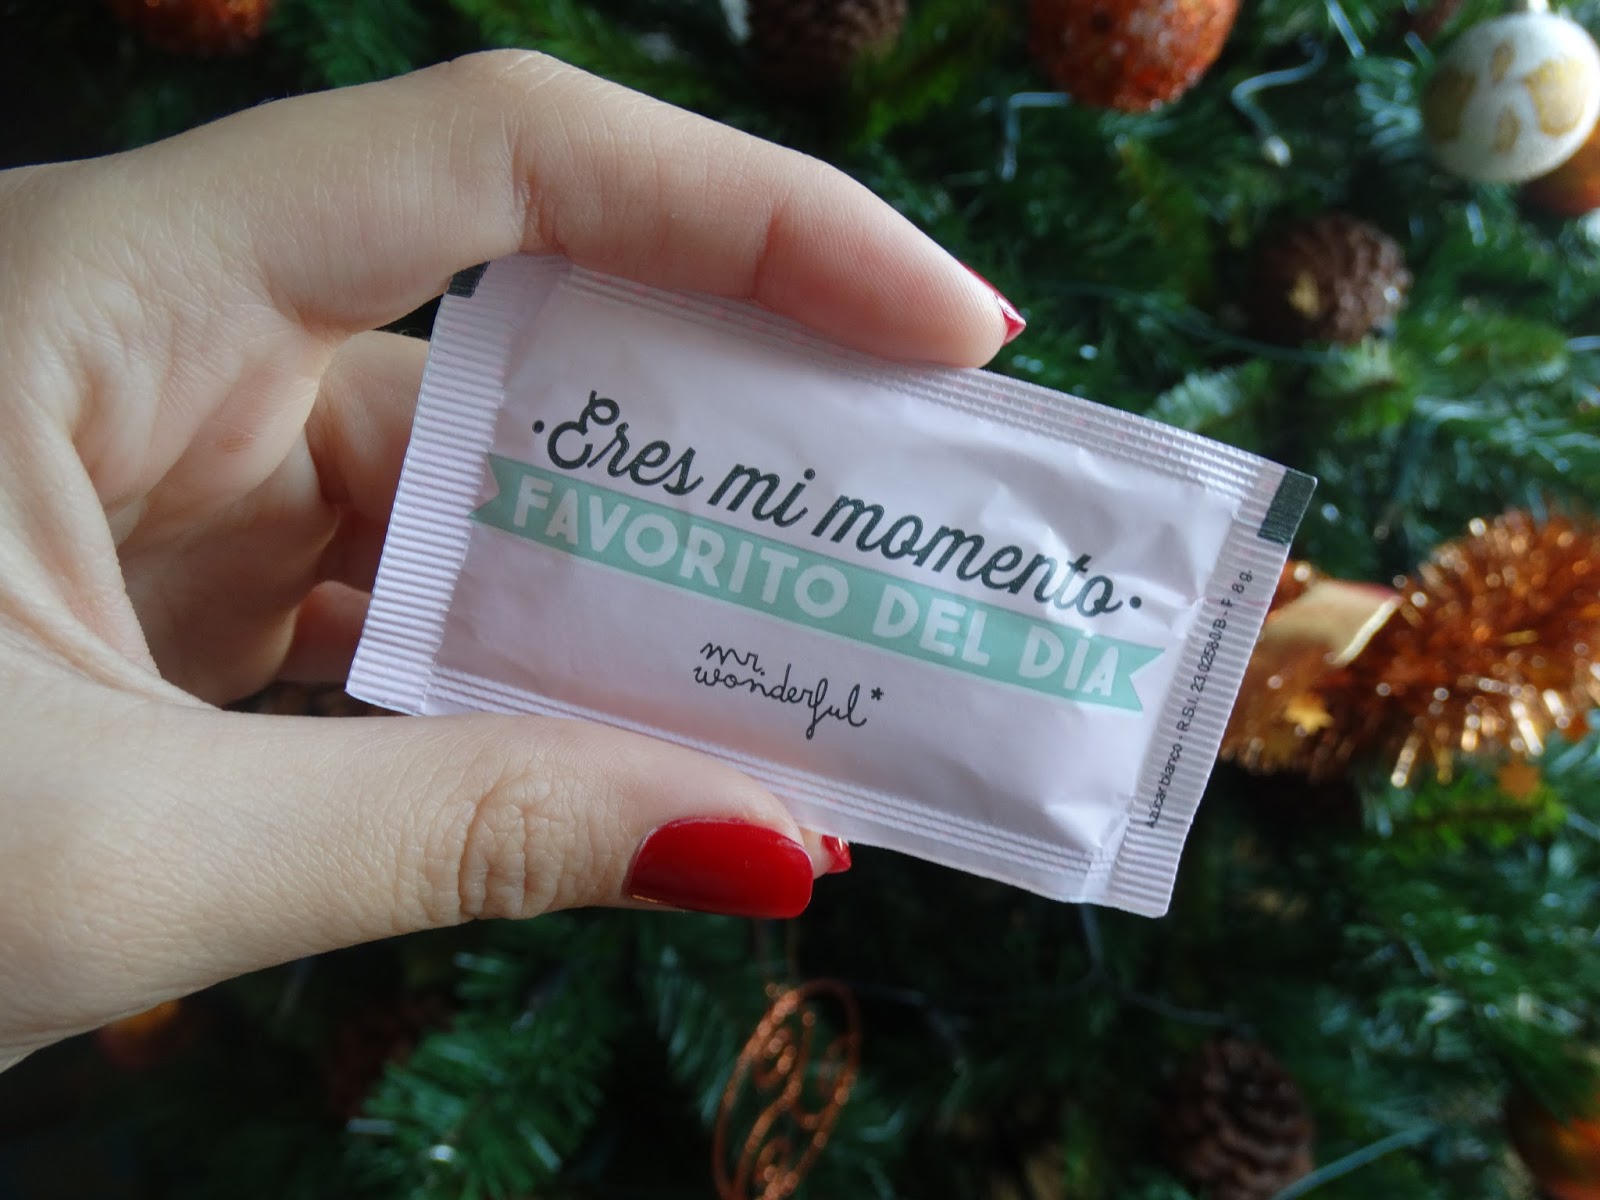 ·Eres mi momento·
FAVORITO DEL DÍA
mr.
wonderful*
Azúcar blanco - R.S.I. 23.02580/B - F 8 g.